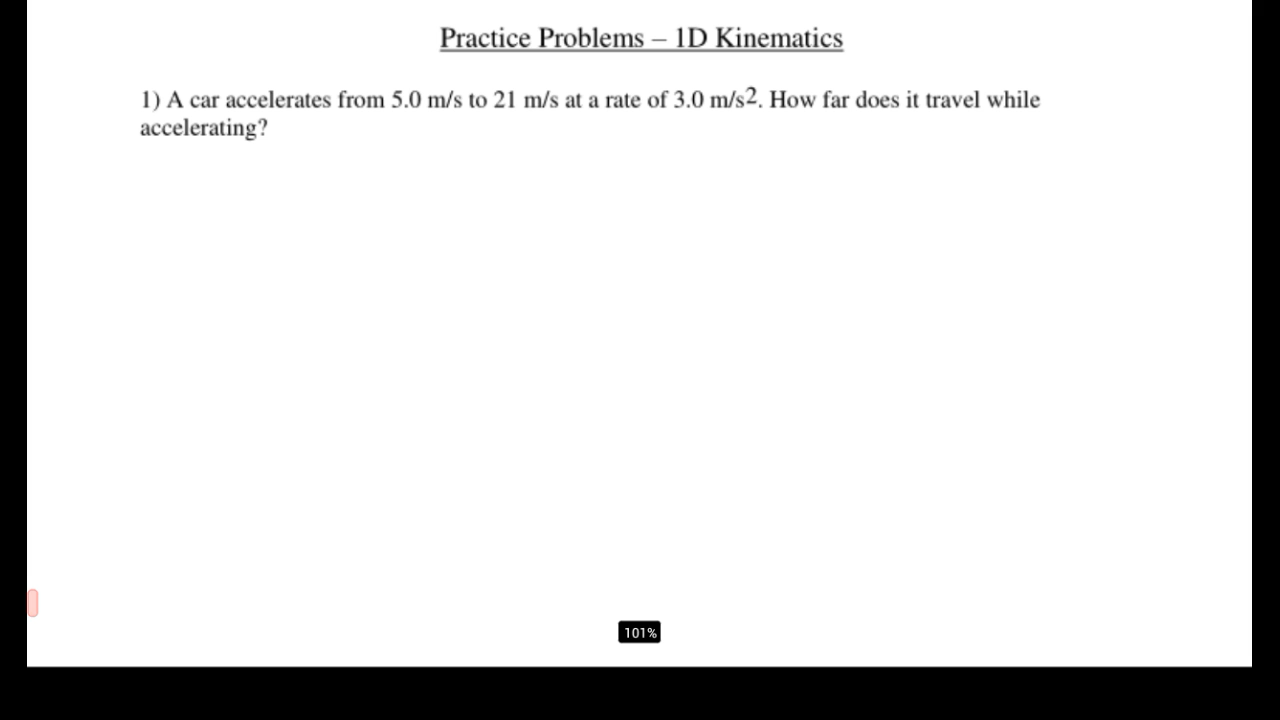 Practice Problems – 1D Kinematics
1) A car accelerates from 5.0 m/s to 21 m/s at a rate of 3.0 m/s2. How far does it travel while
accelerating?
101%